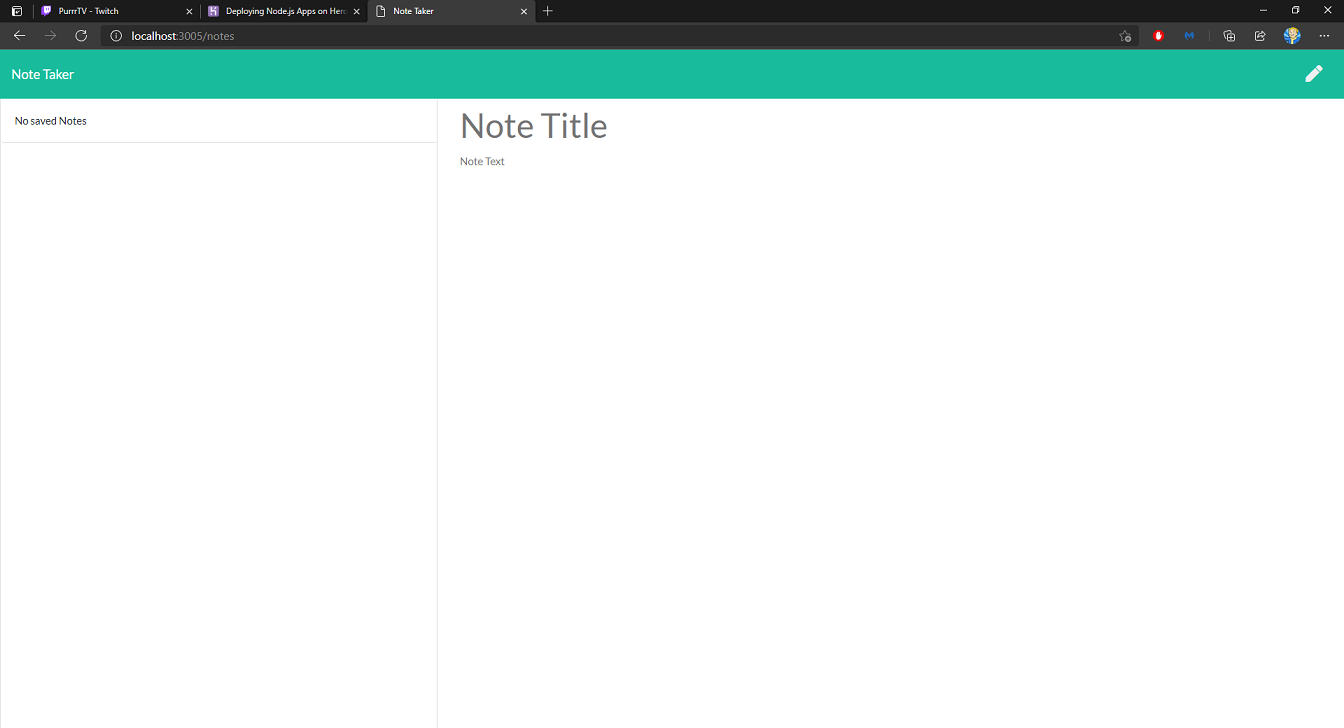 PurrrTV - Twitch
Deploying Node.js Apps on Hero
Note Taker
localhost:3005/notes
Note Taker
No saved Notes
Note Title
Note Text